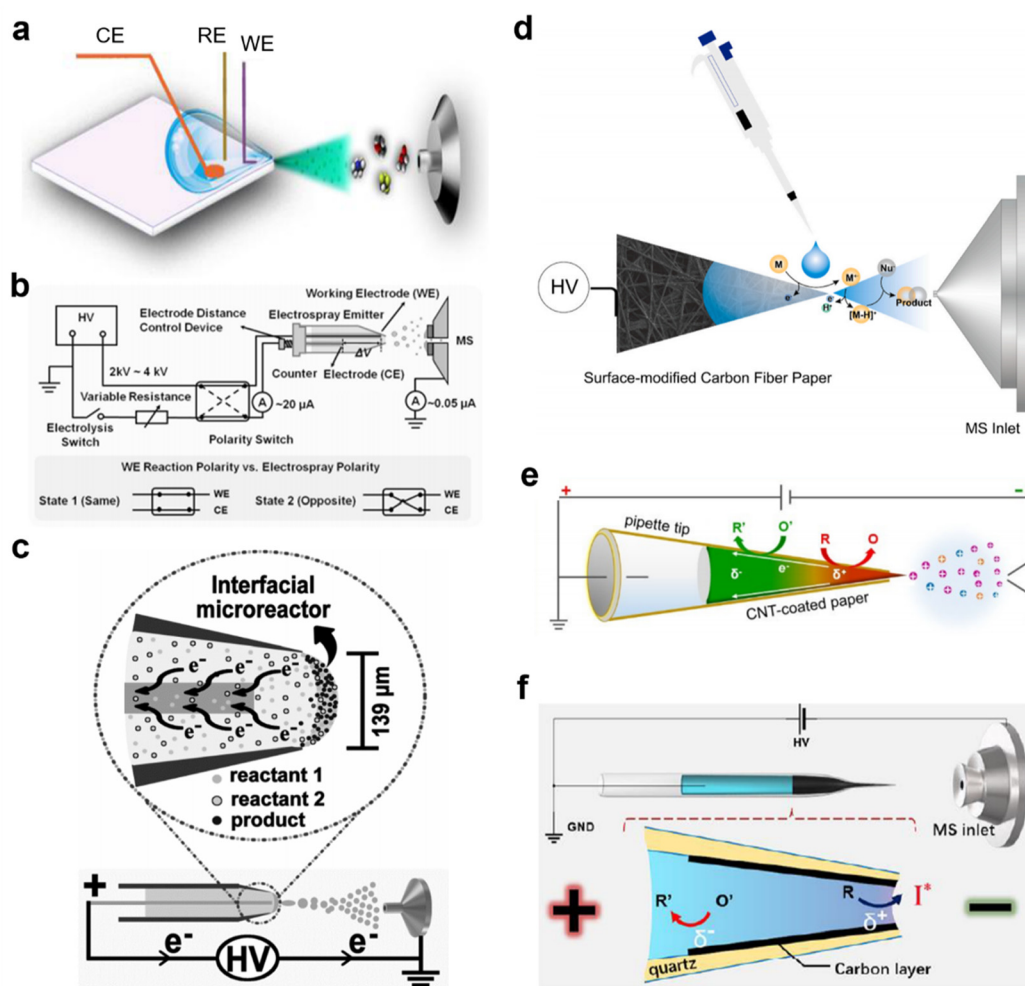 a
CE
RE
WE
b
HV
Electrode Distance
Control Device
Working Electrode (WE)
Electrospray Emitter
ΔV
MS
Counter
Electrode (CE)
2kV ~ 4 kV
Variable Resistance
A
~20 μA
A
~0.05 μA
Electrolysis
Switch
Polarity Switch
WE Reaction Polarity vs. Electrospray Polarity
State 1 (Same)
WE
CE
State 2 (Opposite)
WE
CE
c
Interfacial
microreactor
e⁻ e⁻ e⁻
e⁻ e⁻ e⁻
139 μm
reactant 1
reactant 2
product
+
e⁻
HV
e⁻
d
HV
M
M⁺
Nu⁻
e⁻
e⁻
H⁺
[M-H]⁺
Product
Surface-modified Carbon Fiber Paper
MS Inlet
e
+
-
pipette tip
R'
O'
R
O
δ⁻
e⁻
δ⁺
CNT-coated paper
f
HV
GND
MS inlet
R'
O'
R
I*
δ⁻
δ⁺
+
-
quartz
Carbon layer